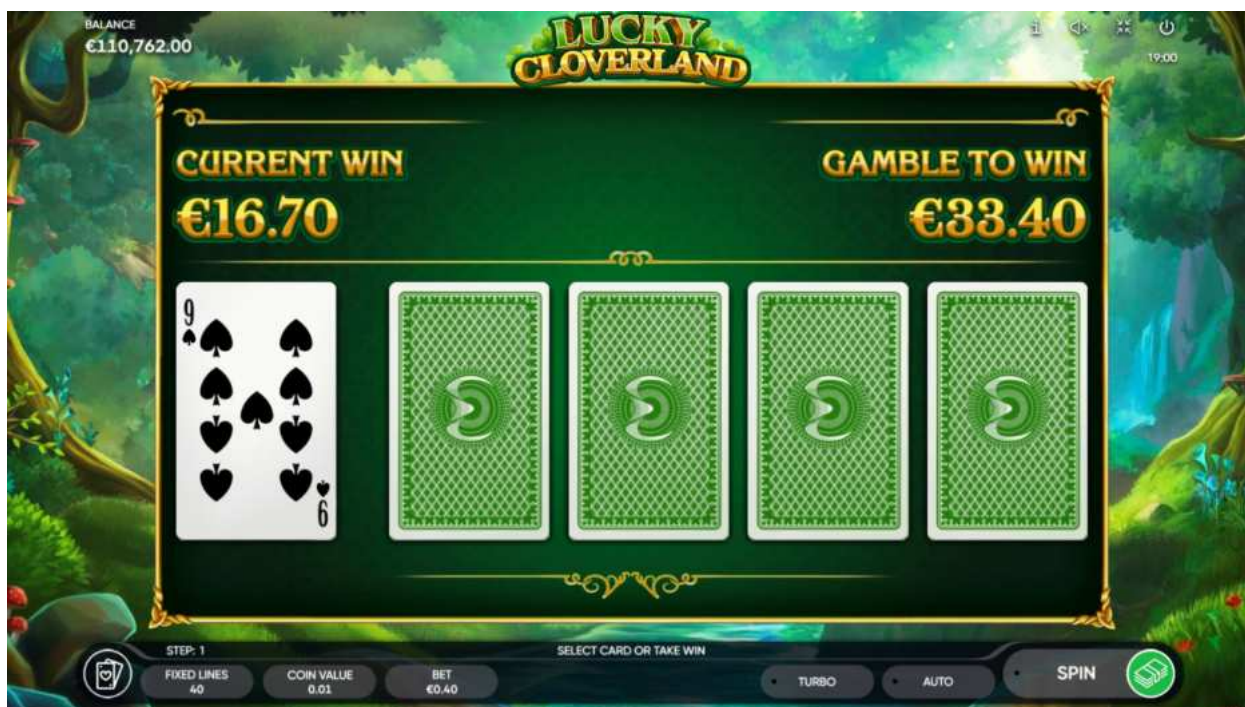 BALANCE
€110,762.00
LUCKY
CLOVERLAND
19:00
CURRENT WIN
€16.70
GAMBLE TO WIN
€33.40
9
9
STEP: 1
SELECT CARD OR TAKE WIN
FIXED LINES
40
COIN VALUE
0.01
BET
€0.40
TURBO
AUTO
SPIN